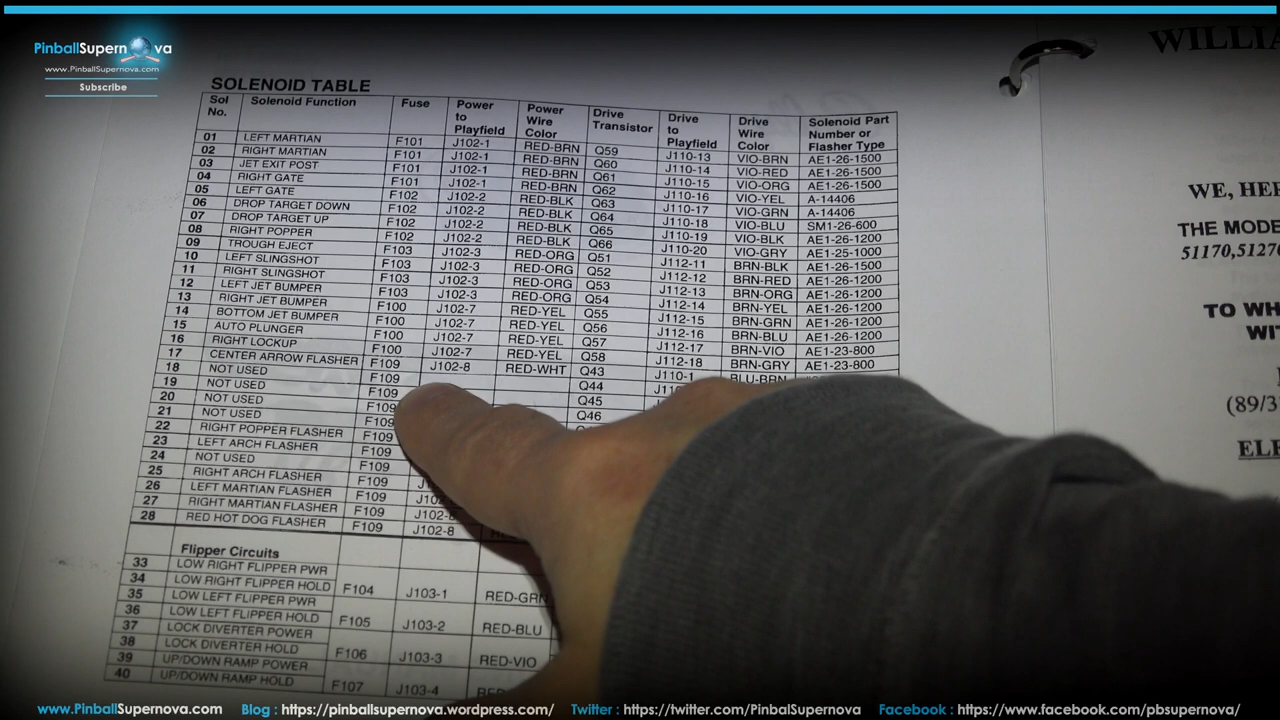 PinballSupernova
www.PinballSupernova.com
Subscribe
WILLIA
SOLENOID TABLE
Sol No. Solenoid Function Fuse Power to Playfield Power Wire Color Drive Transistor Drive to Playfield Drive Wire Color Solenoid Part Number or Flasher Type
01 LEFT MARTIAN F101 J102-1 RED-BRN Q59 J110-13 VIO-BRN AE1-26-1500
02 RIGHT MARTIAN F101 J102-1 RED-BRN Q60 J110-14 VIO-RED AE1-26-1500
03 JET EXIT POST F101 J102-1 RED-BRN Q61 J110-15 VIO-ORG AE1-26-1500
04 RIGHT GATE F101 J102-1 RED-BRN Q62 J110-16 VIO-YEL A-14406
05 LEFT GATE F102 J102-2 RED-BLK Q63 J110-17 VIO-GRN A-14406
06 DROP TARGET DOWN F102 J102-2 RED-BLK Q64 J110-18 VIO-BLU SM1-26-600
07 DROP TARGET UP F102 J102-2 RED-BLK Q65 J110-19 VIO-BLK AE1-26-1200
08 RIGHT POPPER F102 J102-2 RED-BLK Q66 J110-20 VIO-GRY AE1-25-1000
09 TROUGH EJECT F103 J102-3 RED-ORG Q51 J112-11 BRN-BLK AE1-26-1500
10 LEFT SLINGSHOT F103 J102-3 RED-ORG Q52 J112-12 BRN-RED AE1-26-1200
11 RIGHT SLINGSHOT F103 J102-3 RED-ORG Q53 J112-13 BRN-ORG AE1-26-1200
12 LEFT JET BUMPER F103 J102-3 RED-ORG Q54 J112-14 BRN-YEL AE1-26-1200
13 RIGHT JET BUMPER F100 J102-7 RED-YEL Q55 J112-15 BRN-GRN AE1-26-1200
14 BOTTOM JET BUMPER F100 J102-7 RED-YEL Q56 J112-16 BRN-BLU AE1-26-1200
15 AUTO PLUNGER F100 J102-7 RED-YEL Q57 J112-17 BRN-VIO AE1-23-800
16 RIGHT LOCKUP F100 J102-7 RED-YEL Q58 J112-18 BRN-GRY AE1-23-800
17 CENTER ARROW FLASHER F109 J102-8 RED-WHT Q43 J110-1 BLU-BRN
18 NOT USED F109 Q44
19 NOT USED F109 Q45
20 NOT USED F109 Q46
21 NOT USED F109
22 RIGHT POPPER FLASHER F109
23 LEFT ARCH FLASHER F109
24 NOT USED F109
25 RIGHT ARCH FLASHER F109
26 LEFT MARTIAN FLASHER F109
27 RIGHT MARTIAN FLASHER F109 J102-8
28 RED HOT DOG FLASHER F109 J102-8
Flipper Circuits
33 LOW RIGHT FLIPPER PWR
34 LOW RIGHT FLIPPER HOLD F104 J103-1 RED-GRN
35 LOW LEFT FLIPPER PWR
36 LOW LEFT FLIPPER HOLD F105 J103-2 RED-BLU
37 LOCK DIVERTER POWER
38 LOCK DIVERTER HOLD F106 J103-3 RED-VIO
39 UP/DOWN RAMP POWER
40 UP/DOWN RAMP HOLD F107 J103-4
WE, HER
THE MODE
51170,5127
TO WH
WIT
(89/3
ELE
www.PinballSupernova.com Blog : https://pinballsupernova.wordpress.com/ Twitter : https://twitter.com/PinbalSupernova Facebook : https://www.facebook.com/pbsupernova/